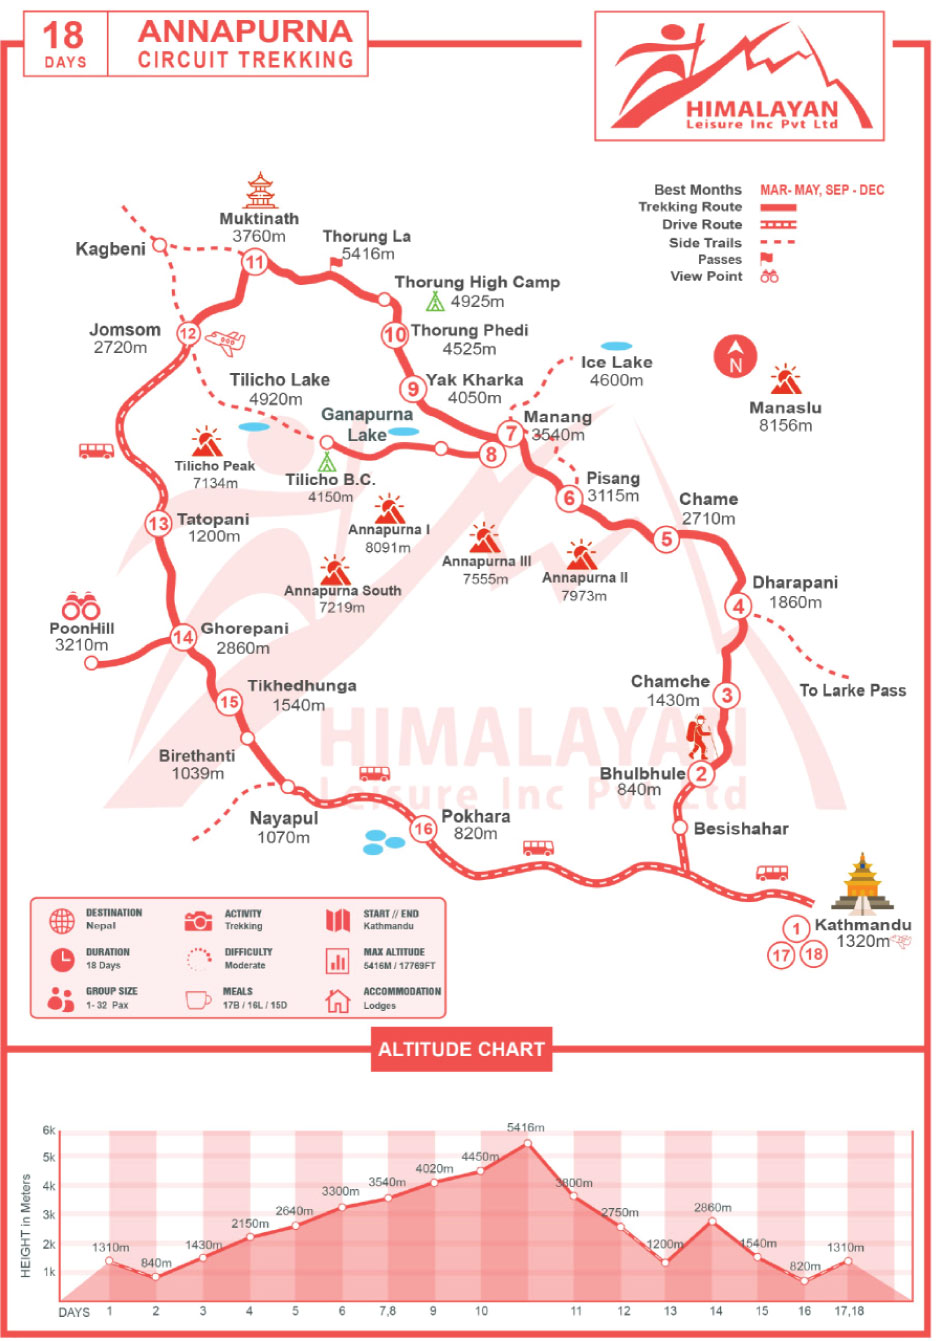 18
DAYS
ANNAPURNA
CIRCUIT TREKKING
HIMALAYAN
Leisure Inc Pvt Ltd
Best Months MAR- MAY, SEP - DEC
Trekking Route
Drive Route
Side Trails
Passes
View Point
N
Muktinath
3760m
11
Kagbeni
Thorung La
5416m
Thorung High Camp
4925m
Jomsom
2720m
12
10
Thorung Phedi
4525m
Ice Lake
4600m
Manaslu
8156m
Tilicho Lake
4920m
9
Yak Kharka
4050m
Ganapurna
Lake
Manang
3540m
7
8
Tilicho Peak
7134m
Tilicho B.C.
4150m
Pisang
3115m
6
Chame
2710m
5
13
Tatopani
1200m
Annapurna I
8091m
Annapurna III
7555m
Annapurna II
7973m
Annapurna South
7219m
Dharapani
1860m
4
PoonHill
3210m
14
Ghorepani
2860m
15
Tikhedhunga
1540m
Chamche
1430m
3
To Larke Pass
HIMALAYAN
Leisure Inc Pvt Ltd
Birethanti
1039m
Bhulbhule
840m
2
Nayapul
1070m
16
Pokhara
820m
Besishahar
Kathmandu
1320m
1
17
18
DESTINATION
Nepal
ACTIVITY
Trekking
START // END
Kathmandu
DURATION
18 Days
DIFFICULTY
Moderate
MAX ALTITUDE
5416M / 17769FT
GROUP SIZE
1- 32 Pax
MEALS
17B / 16L / 15D
ACCOMMODATION
Lodges
ALTITUDE CHART
HEIGHT in Meters
6k
5k
4k
3k
2k
1k
1310m
840m
1430m
2150m
2640m
3300m
3540m
4020m
4450m
5416m
3800m
2750m
1200m
2860m
1540m
820m
1310m
DAYS 1 2 3 4 5 6 7,8 9 10 11 12 13 14 15 16 17,18